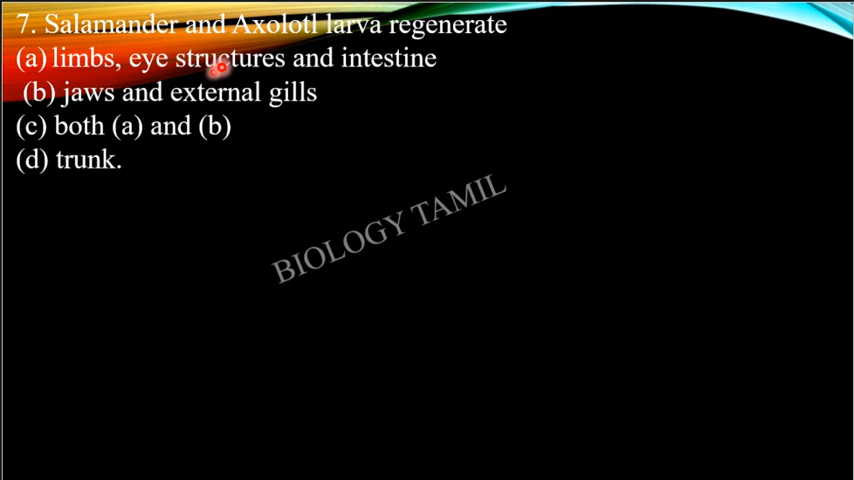 7. Salamander and Axolotl larva regenerate
(a) limbs, eye structures and intestine
(b) jaws and external gills
(c) both (a) and (b)
(d) trunk.
BIOLOGY TAMIL